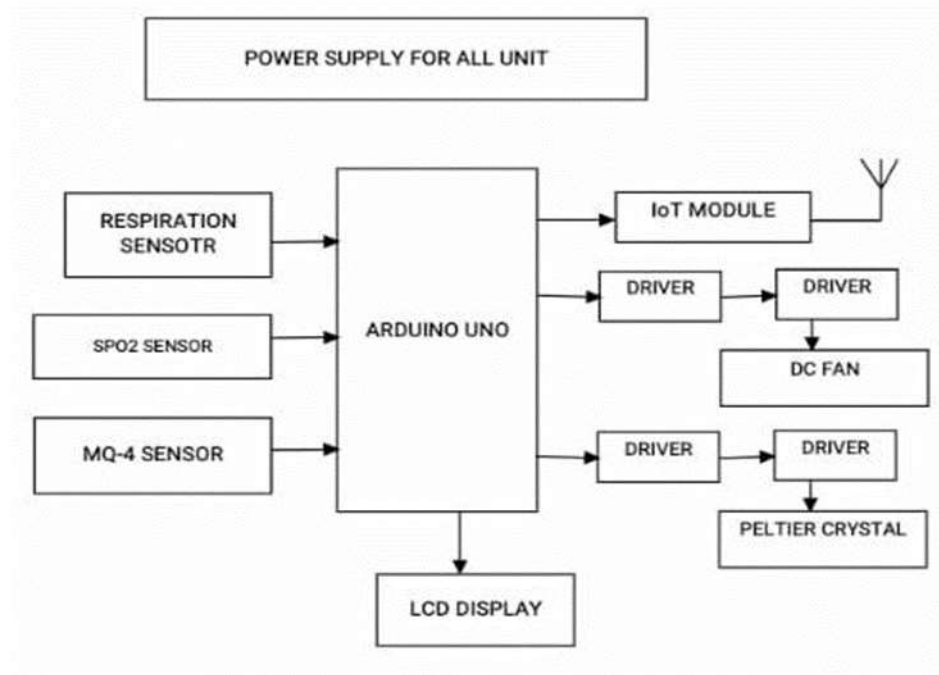 POWER SUPPLY FOR ALL UNIT
RESPIRATION
SENSOTR
SPO2 SENSOR
MQ-4 SENSOR
ARDUINO UNO
IoT MODULE
DRIVER
DRIVER
DC FAN
DRIVER
DRIVER
PELTIER CRYSTAL
LCD DISPLAY